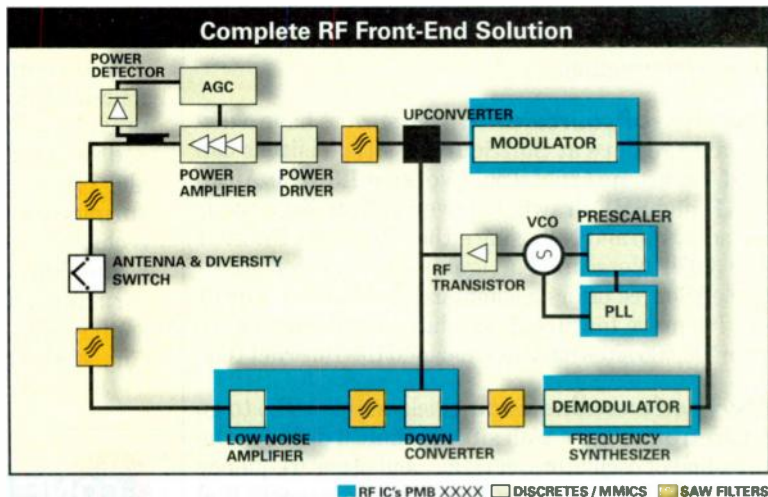 Complete RF Front-End Solution
POWER
DETECTOR
AGC
UPCONVERTER
MODULATOR
POWER
AMPLIFIER
POWER
DRIVER
VCO
PRESCALER
ANTENNA & DIVERSITY
SWITCH
RF
TRANSISTOR
PLL
LOW NOISE
AMPLIFIER
DOWN
CONVERTER
DEMODULATOR
FREQUENCY
SYNTHESIZER
RF IC's PMB XXXX DISCRETES / MMICS SAW FILTERS